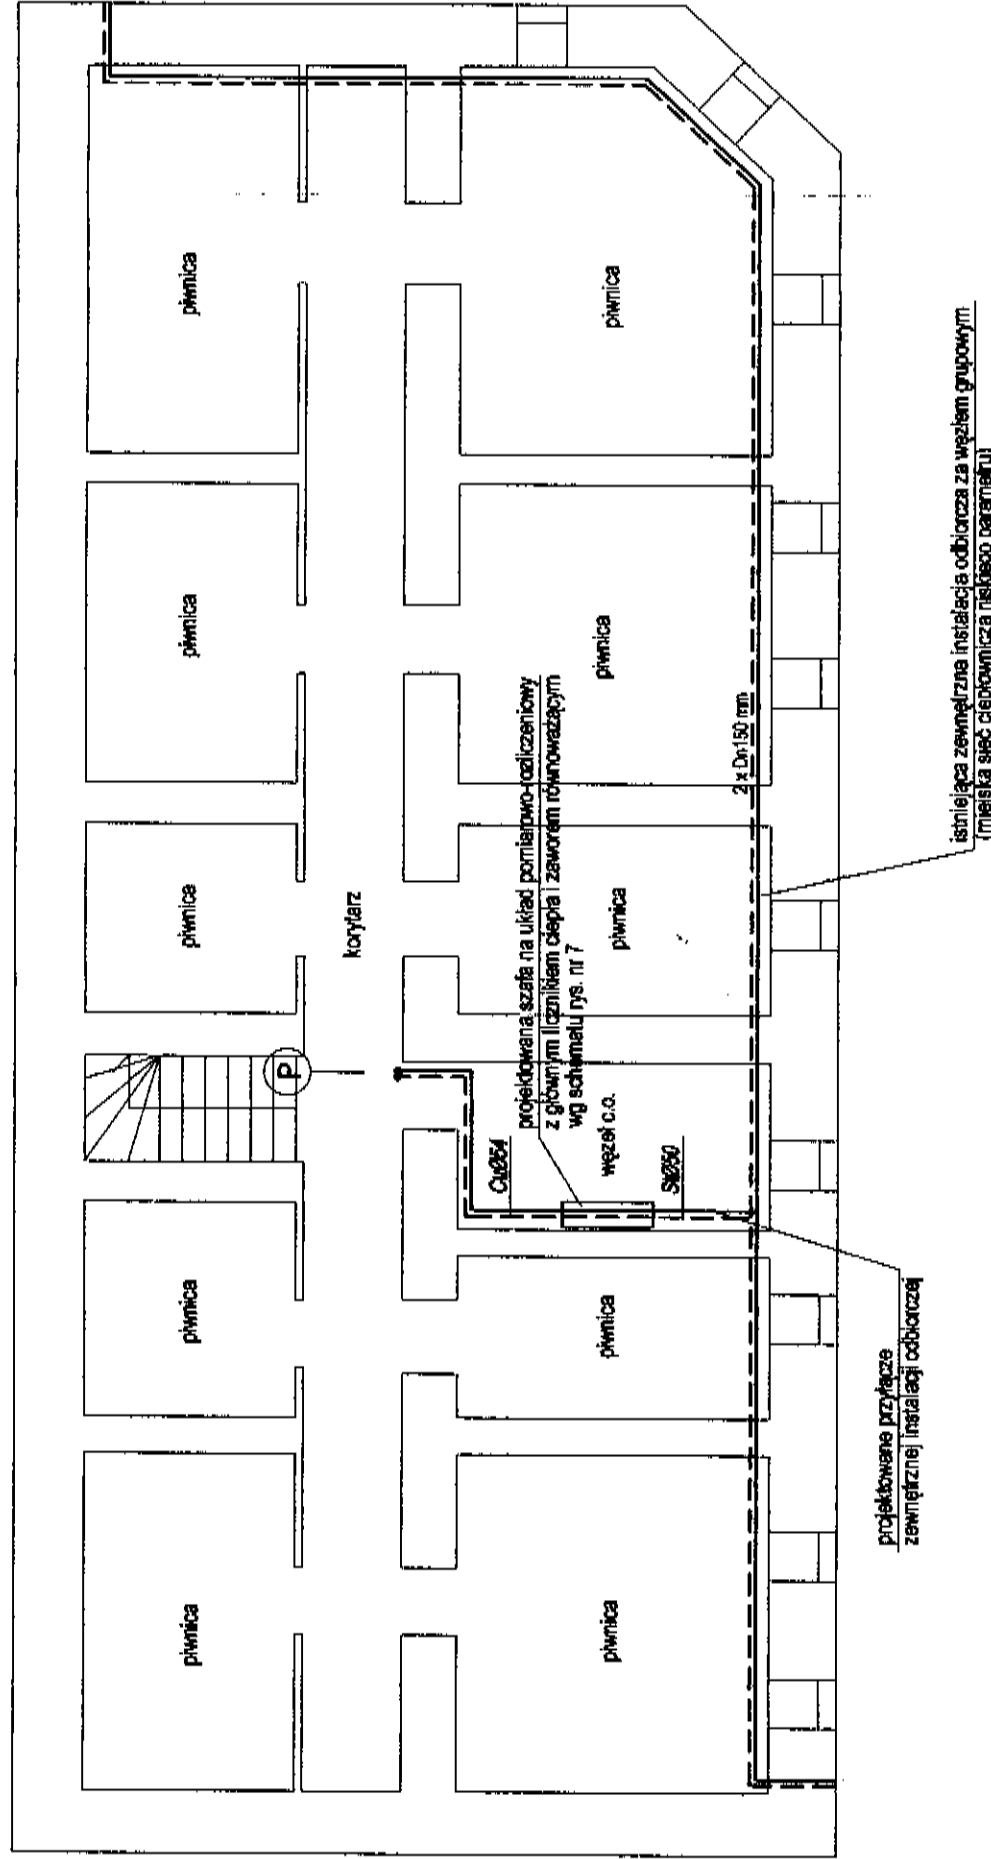 piwnica
piwnica
piwnica
piwnica
piwnica
P
korytarz
projektowana szafa na układ pomiarowo-rozliczeniowy
z głównym licznikiem ciepła i zaworem równoważącym
wg schematu rys. nr 7
CuØ54
węzeł c.o.
StØ50
piwnica
piwnica
piwnica
piwnica
piwnica
2 x Dn150 mm
projektowane przyłącze
zewnętrznej instalacji odbiorczej
istniejąca zewnętrzna instalacja odbiorcza za węzłem grupowym
(miejska sieć ciepłownicza niskiego parametru)